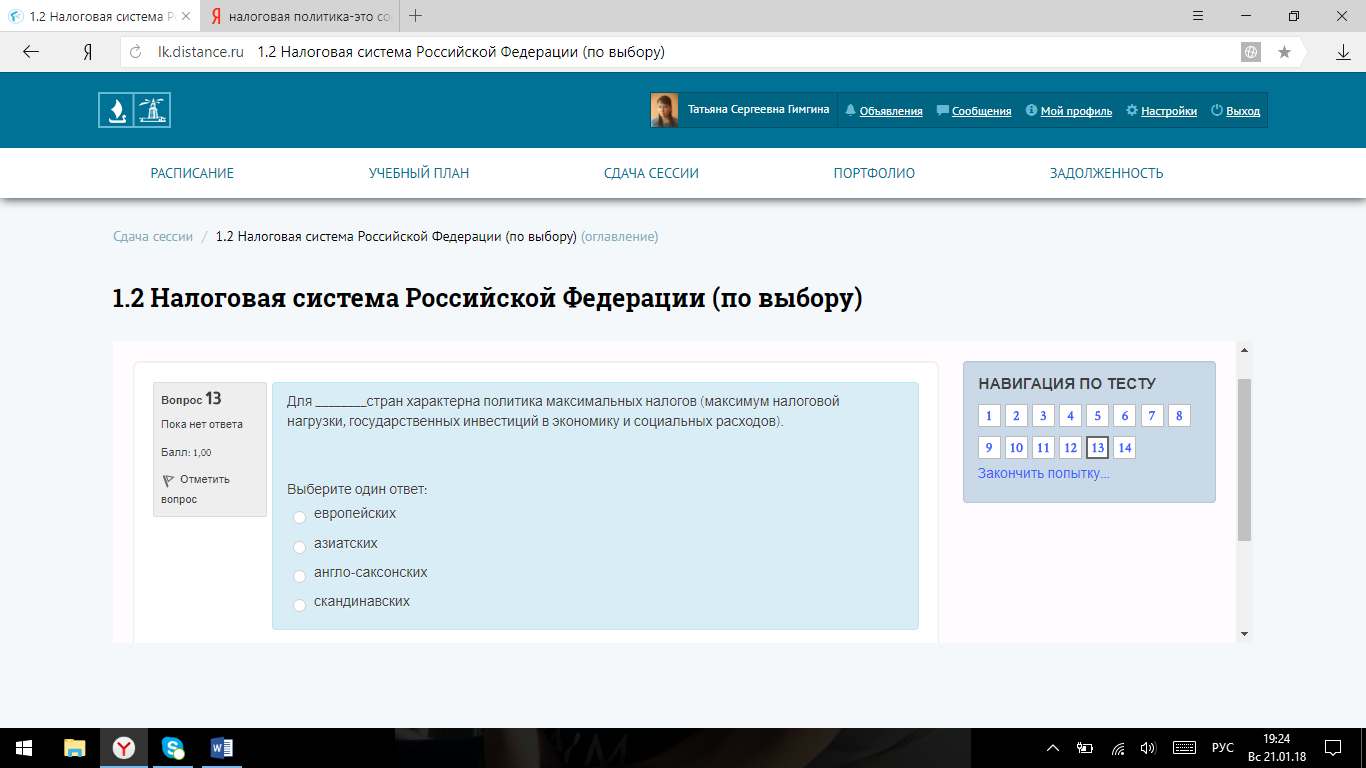 1.2 Налоговая система Р
налоговая политика-это со
lk.distance.ru 1.2 Налоговая система Российской Федерации (по выбору)
Татьяна Сергеевна Гимгина Объявления Сообщения Мой профиль Настройки Выход
РАСПИСАНИЕ УЧЕБНЫЙ ПЛАН СДАЧА СЕССИИ ПОРТФОЛИО ЗАДОЛЖЕННОСТЬ
Сдача сессии / 1.2 Налоговая система Российской Федерации (по выбору) (оглавление)
1.2 Налоговая система Российской Федерации (по выбору)
Вопрос 13
Пока нет ответа
Балл: 1,00
Отметить
вопрос
Для ________стран характерна политика максимальных налогов (максимум налоговой
нагрузки, государственных инвестиций в экономику и социальных расходов).
Выберите один ответ:
европейских
азиатских
англо-саксонских
скандинавских
НАВИГАЦИЯ ПО ТЕСТУ
1 2 3 4 5 6 7 8
9 10 11 12 13 14
Закончить попытку...
РУС
19:24
Вс 21.01.18